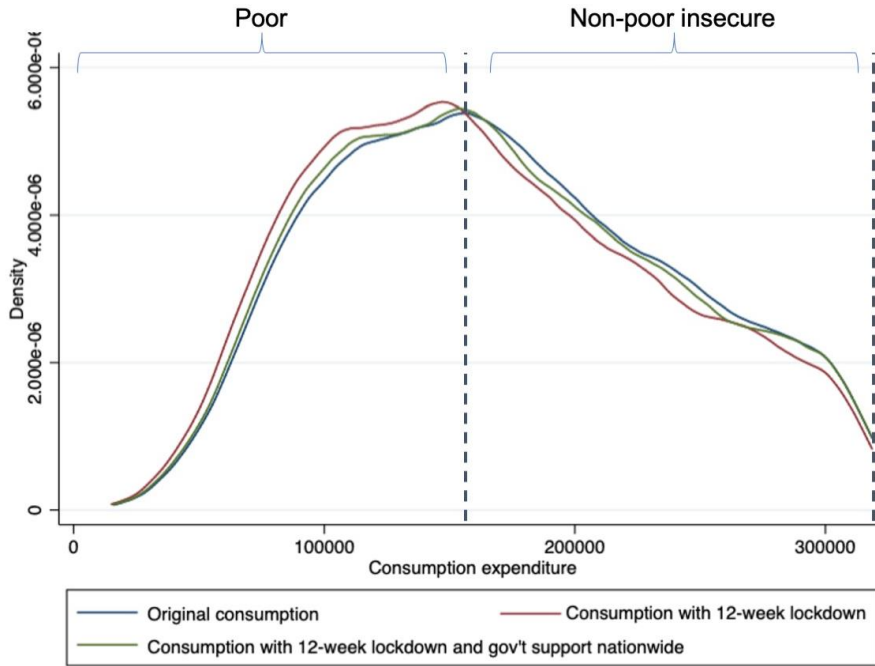 Poor
Non-poor insecure
6.000e-06
4.000e-06
2.000e-06
0
Density
0
100000
200000
300000
Consumption expenditure
Original consumption
Consumption with 12-week lockdown
Consumption with 12-week lockdown and gov't support nationwide